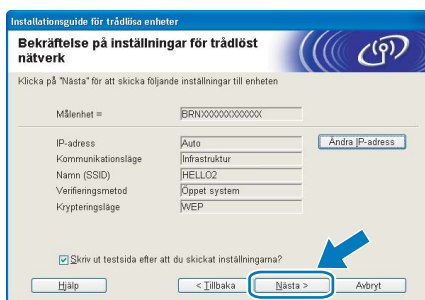 Installationsguide för trådlösa enheter
Bekräftelse på inställningar för trådlöst
nätverk
Klicka på "Nästa" för att skicka följande inställningar till enheten
Målenhet = BRNXXXXXXXXXXXX
IP-adress Auto Ändra IP-adress
Kommunikationsläge Infrastruktur
Namn (SSID) HELLO2
Verifieringsmetod Öppet system
Krypteringsläge WEP
Skriv ut testsida efter att du skickat inställningarna?
Hjälp < Tillbaka Nästa > Avbryt